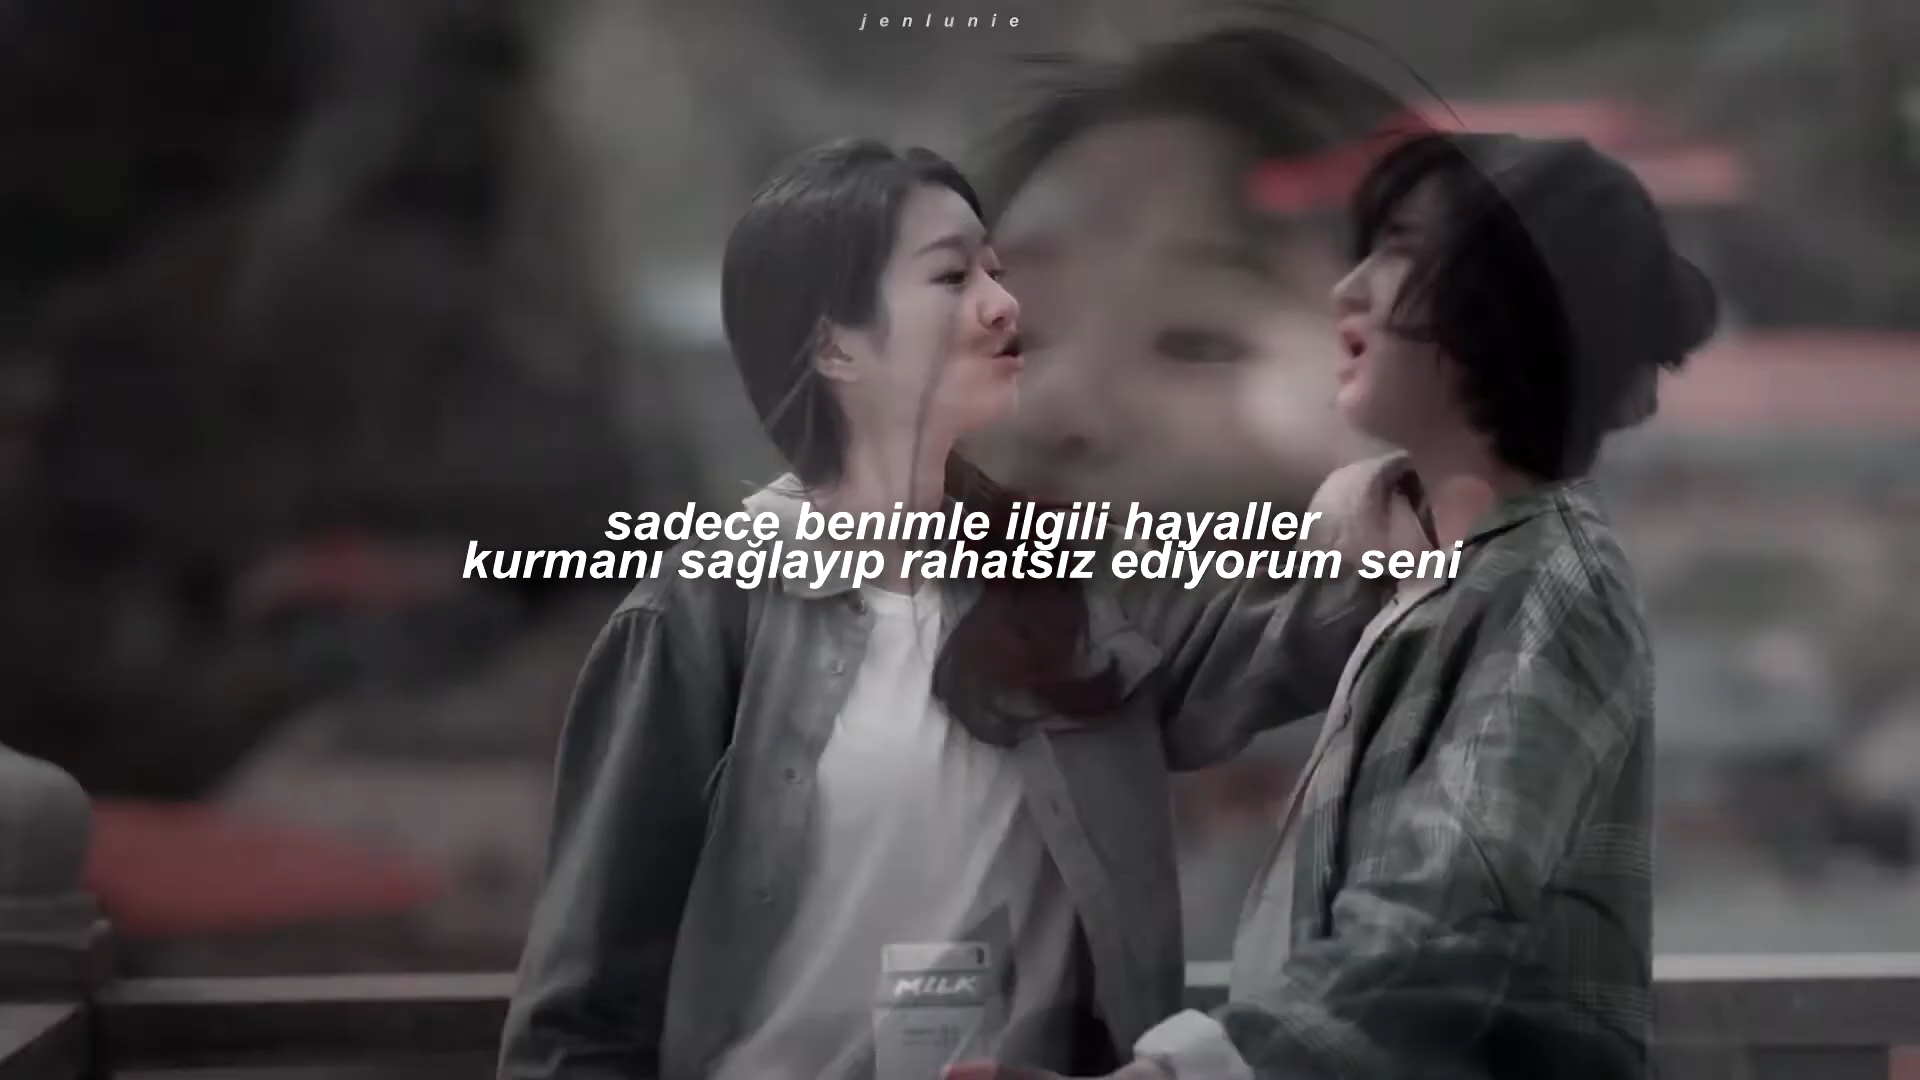 jenlunie
sadece benimle ilgili hayaller
kurmanı sağlayıp rahatsız ediyorum seni
MILK